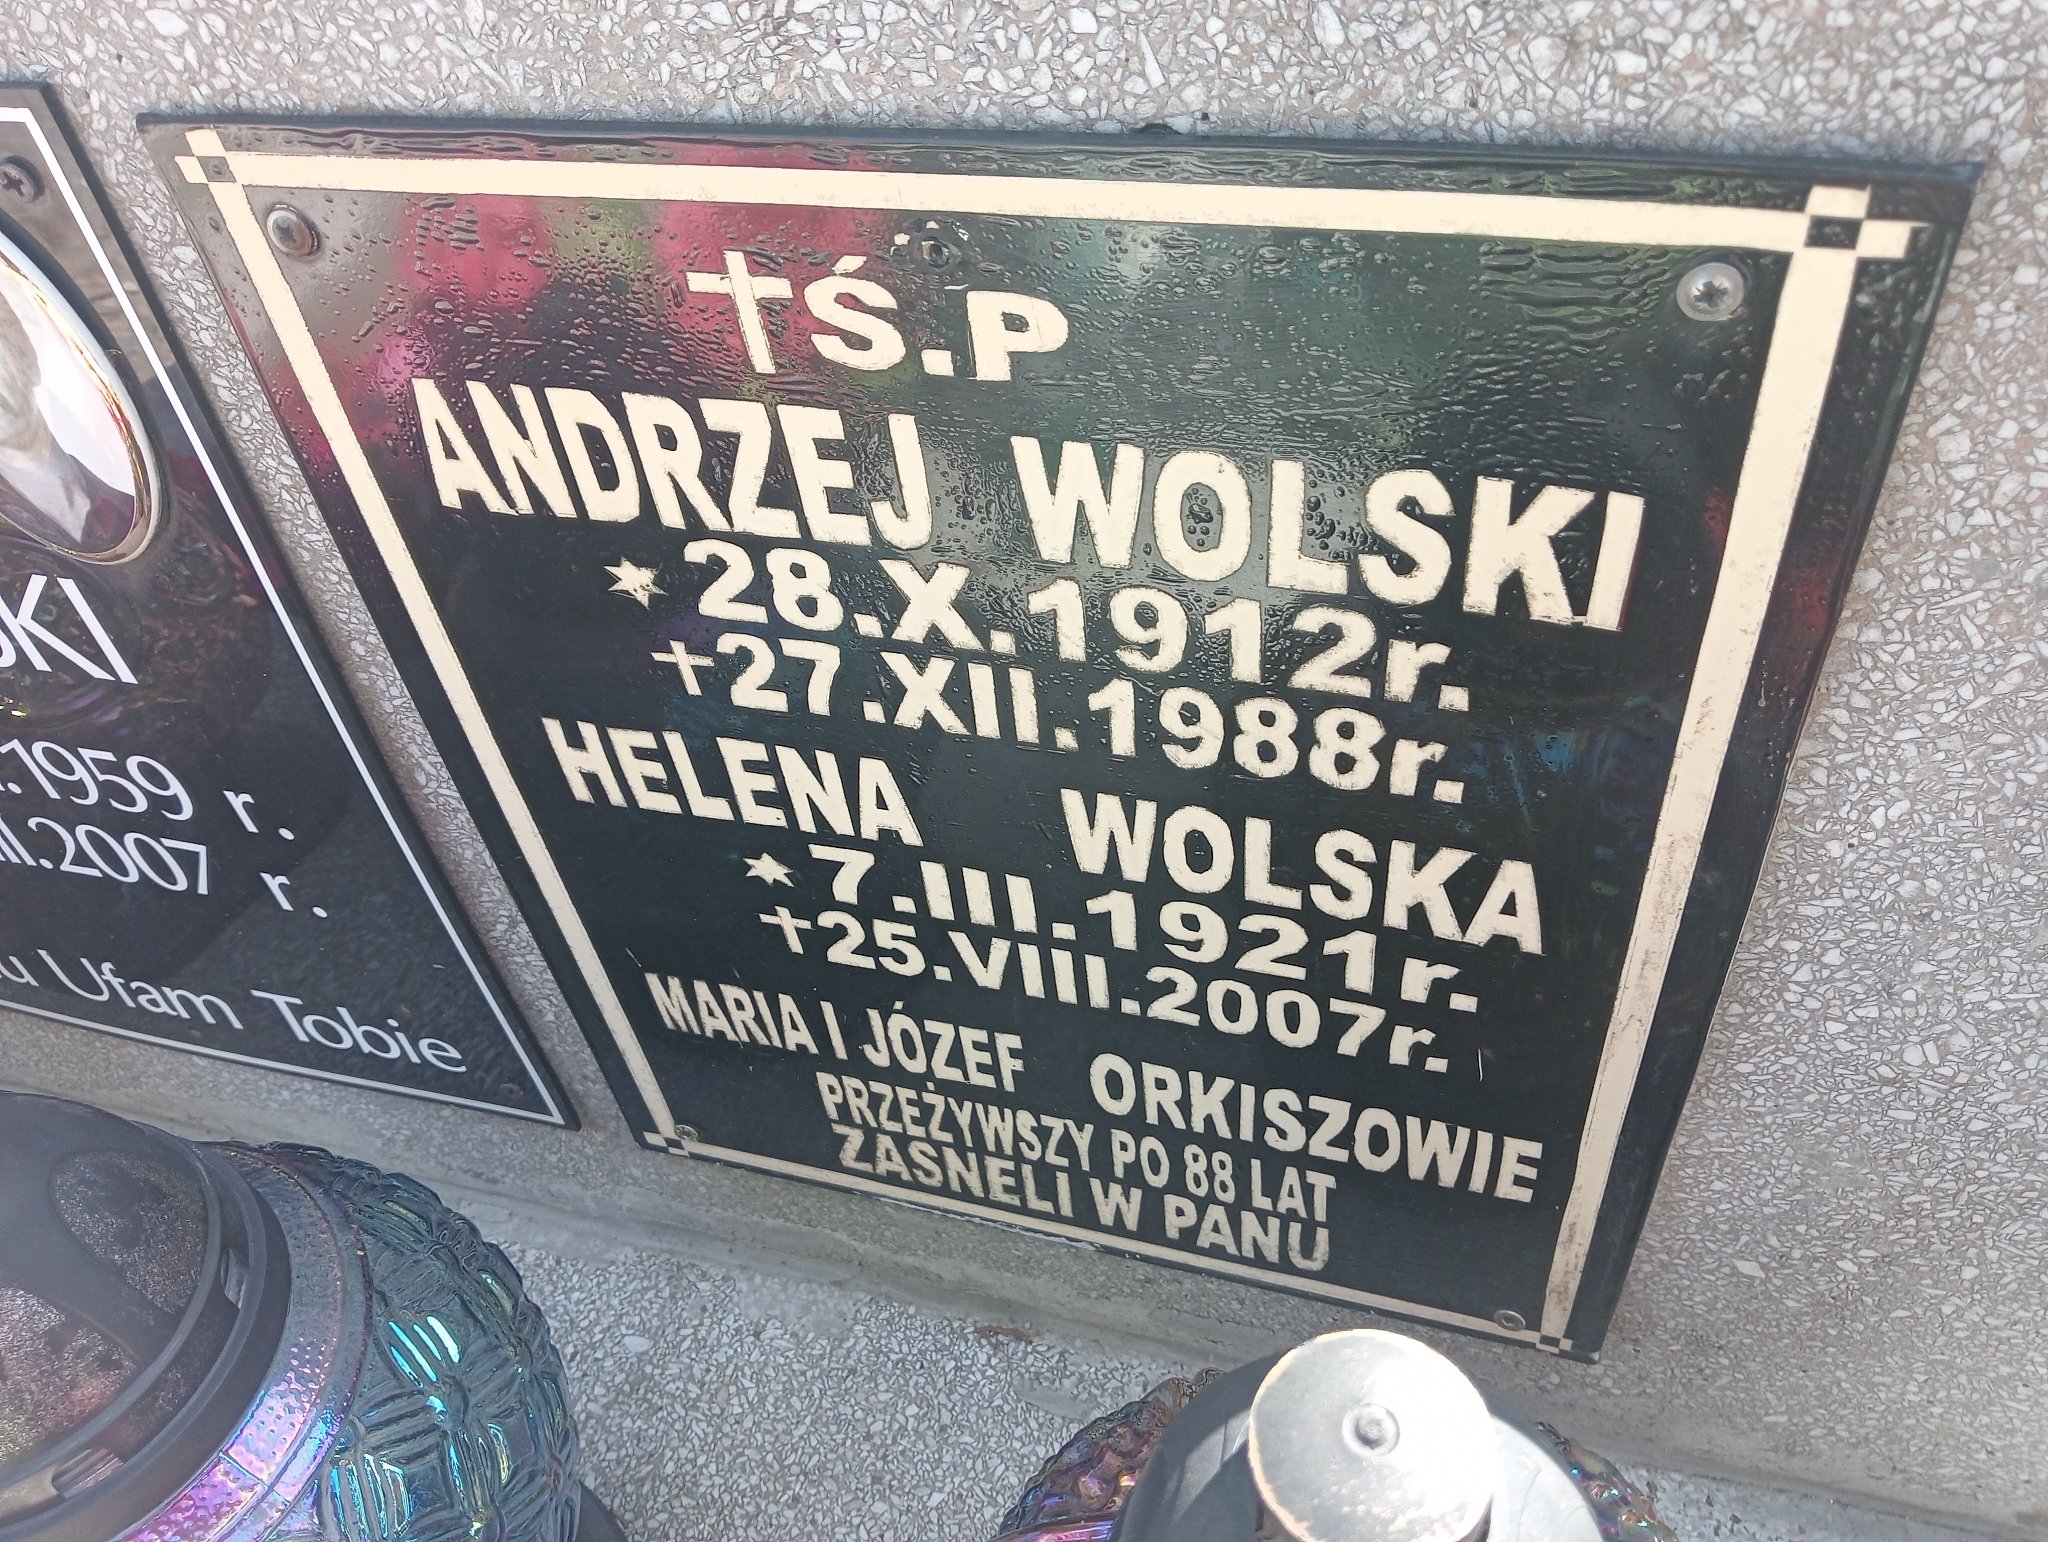 †Ś.P
ANDRZEJ WOLSKI
* 28.X.1912r.
†27.XII.1988r.
HELENA WOLSKA
* 7.III.1921r.
†25.VIII.2007r.
MARIA I JÓZEF ORKISZOWIE
PRZEŻYWSZY PO 88 LAT
ZASNELI W PANU
SKI
.1959 r.
II.2007 r.
u Ufam Tobie